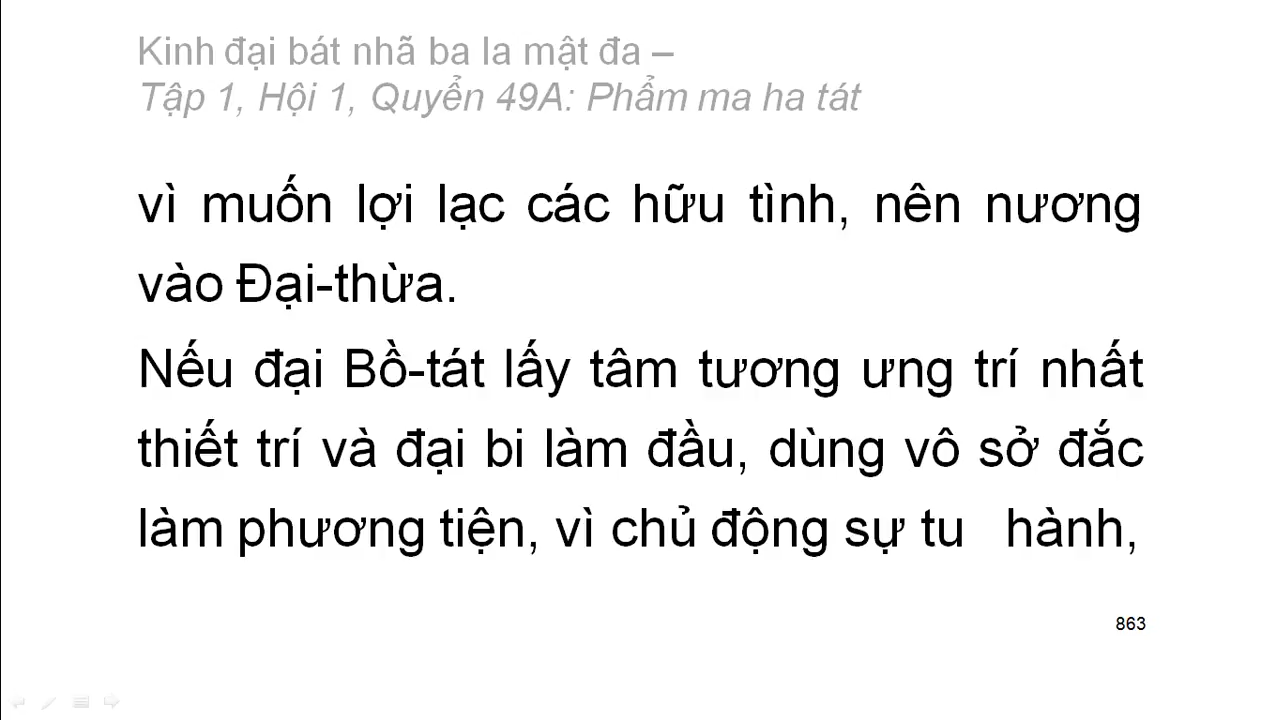 Kinh đại bát nhã ba la mật đa –
Tập 1, Hội 1, Quyển 49A: Phẩm ma ha tát
vì muốn lợi lạc các hữu tình, nên nương
vào Đại-thừa.
Nếu đại Bồ-tát lấy tâm tương ưng trí nhất
thiết trí và đại bi làm đầu, dùng vô sở đắc
làm phương tiện, vì chủ động sự tu hành,
863